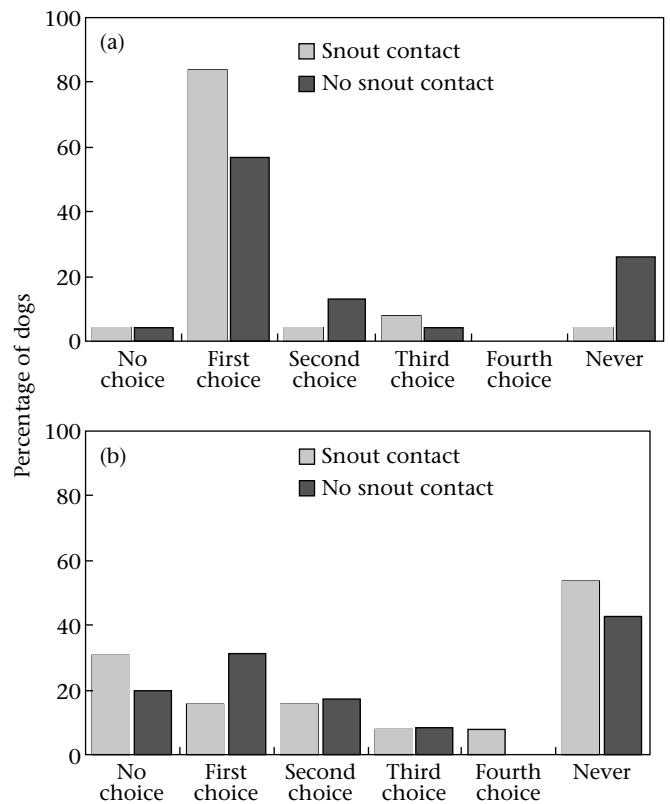 100
(a)
Snout contact
No snout contact
80
60
40
20
0
No choice
First choice
Second choice
Third choice
Fourth choice
Never
Percentage of dogs
100
(b)
Snout contact
No snout contact
80
60
40
20
0
No choice
First choice
Second choice
Third choice
Fourth choice
Never